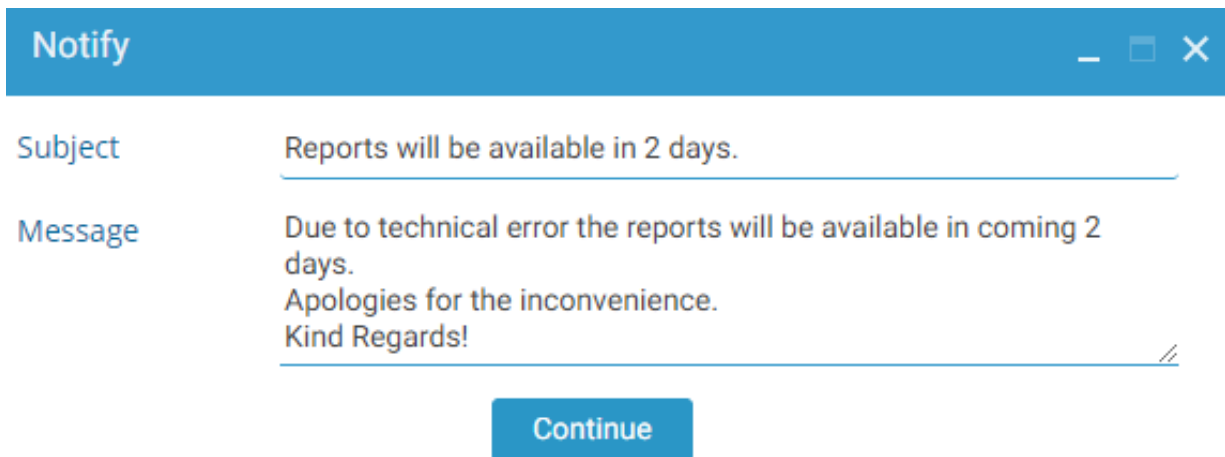 Notify
Subject
Reports will be available in 2 days.
Message
Due to technical error the reports will be available in coming 2
days.
Apologies for the inconvenience.
Kind Regards!
Continue